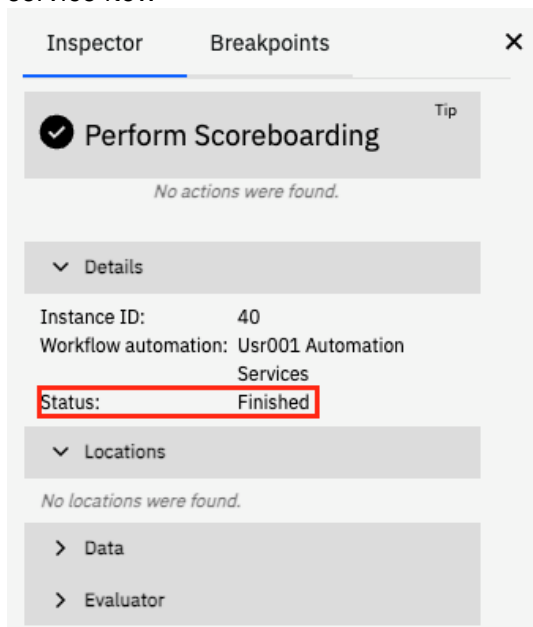 Inspector Breakpoints
Tip
Perform Scoreboarding
No actions were found.
Details
Instance ID: 40
Workflow automation: Usr001 Automation
Services
Status: Finished
Locations
No locations were found.
Data
Evaluator